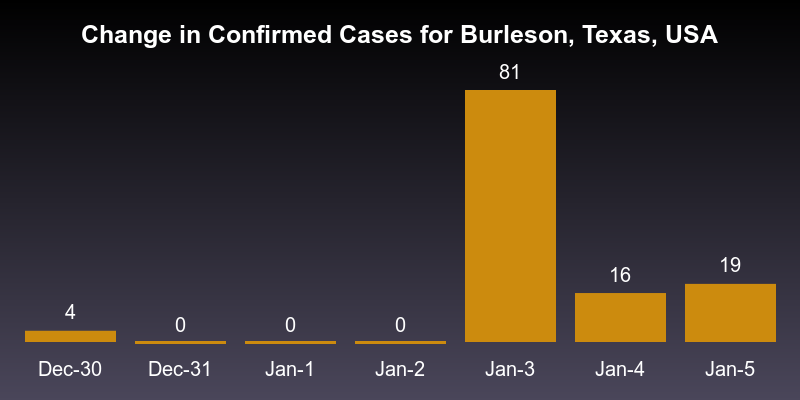 Change in Confirmed Cases for Burleson, Texas, USA
81
16
19
4
0
0
0
Dec-30
Dec-31
Jan-1
Jan-2
Jan-3
Jan-4
Jan-5